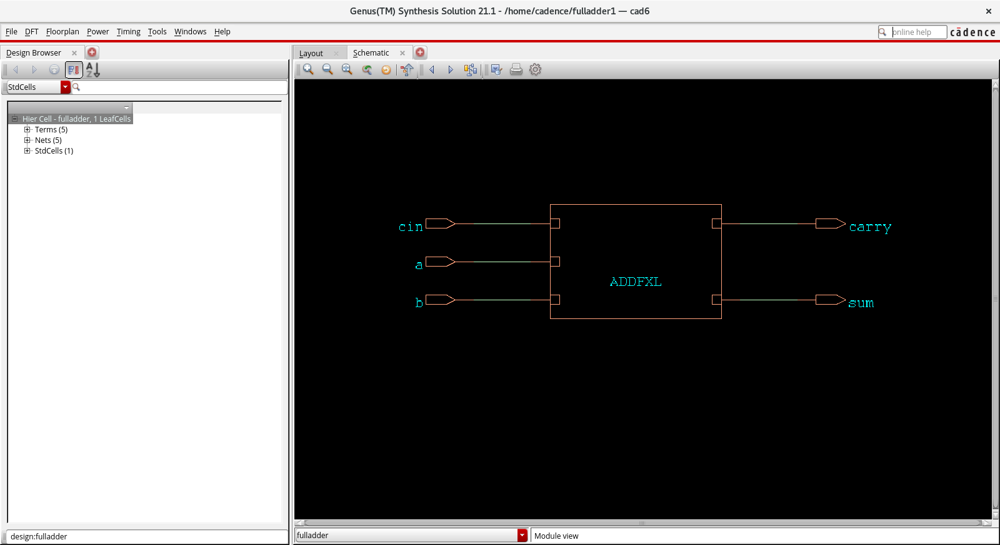 Genus(TM) Synthesis Solution 21.1 - /home/cadence/fulladder1 — cad6
File DFT Floorplan Power Timing Tools Windows Help online help cādence
Design Browser
Layout Schematic
StdCells
Hier Cell - fulladder, 1 LeafCells
Terms (5)
Nets (5)
StdCells (1)
cin
carry
a
ADDFXL
b
sum
design:fulladder
fulladder
Module view